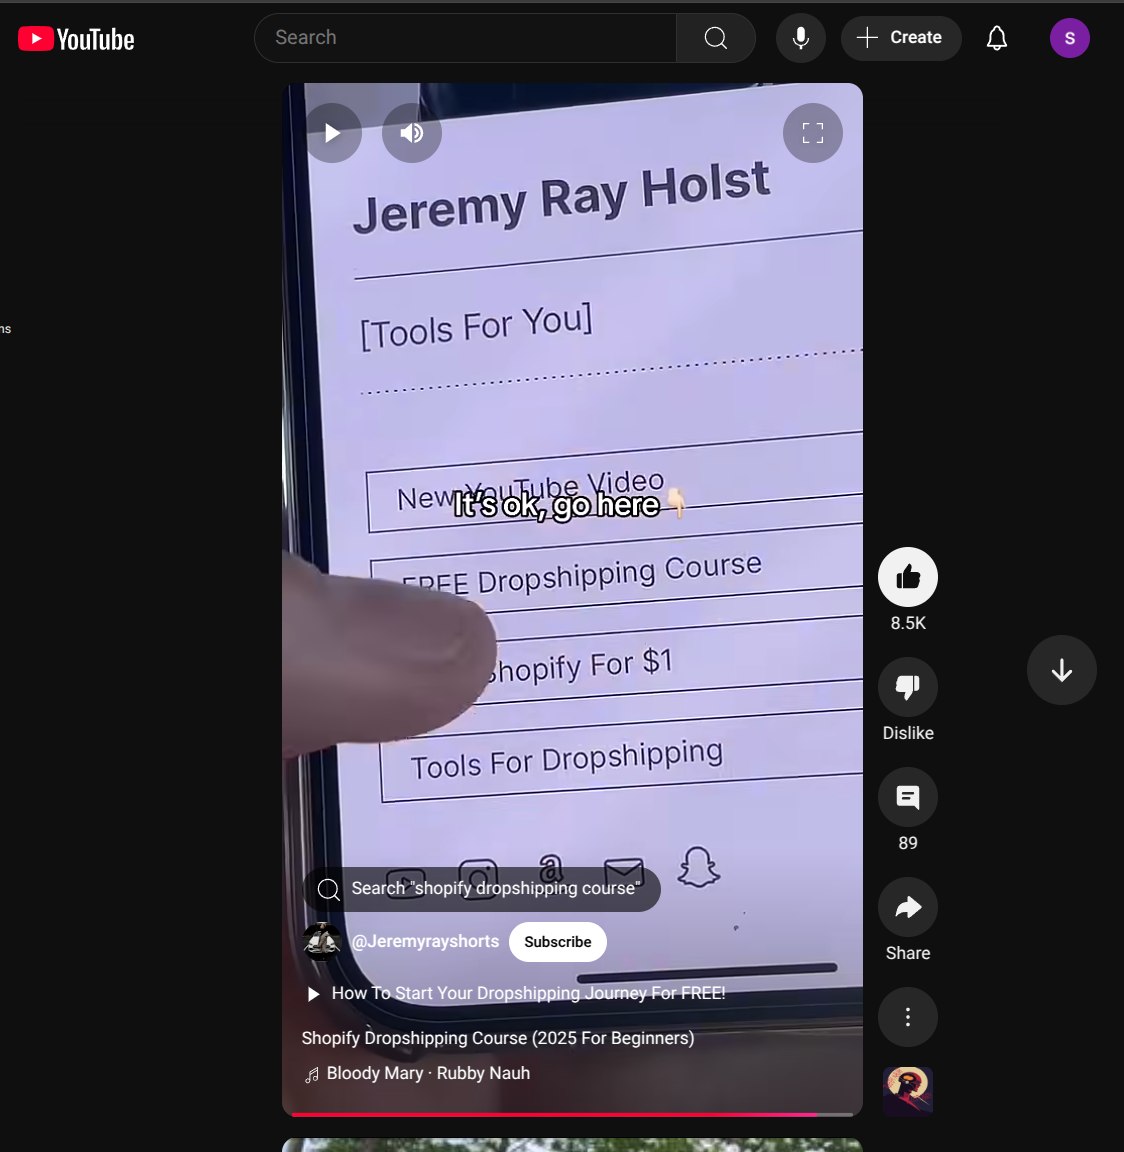 YouTube
Search
Create
S
ns
Jeremy Ray Holst
[Tools For You]
New YouTube Video
It's ok, go here👇🏻
FREE Dropshipping Course
Shopify For $1
Tools For Dropshipping
Search "shopify dropshipping course"
@Jeremyrayshorts
Subscribe
How To Start Your Dropshipping Journey For FREE!
Shopify Dropshipping Course (2025 For Beginners)
Bloody Mary · Rubby Nauh
8.5K
Dislike
89
Share